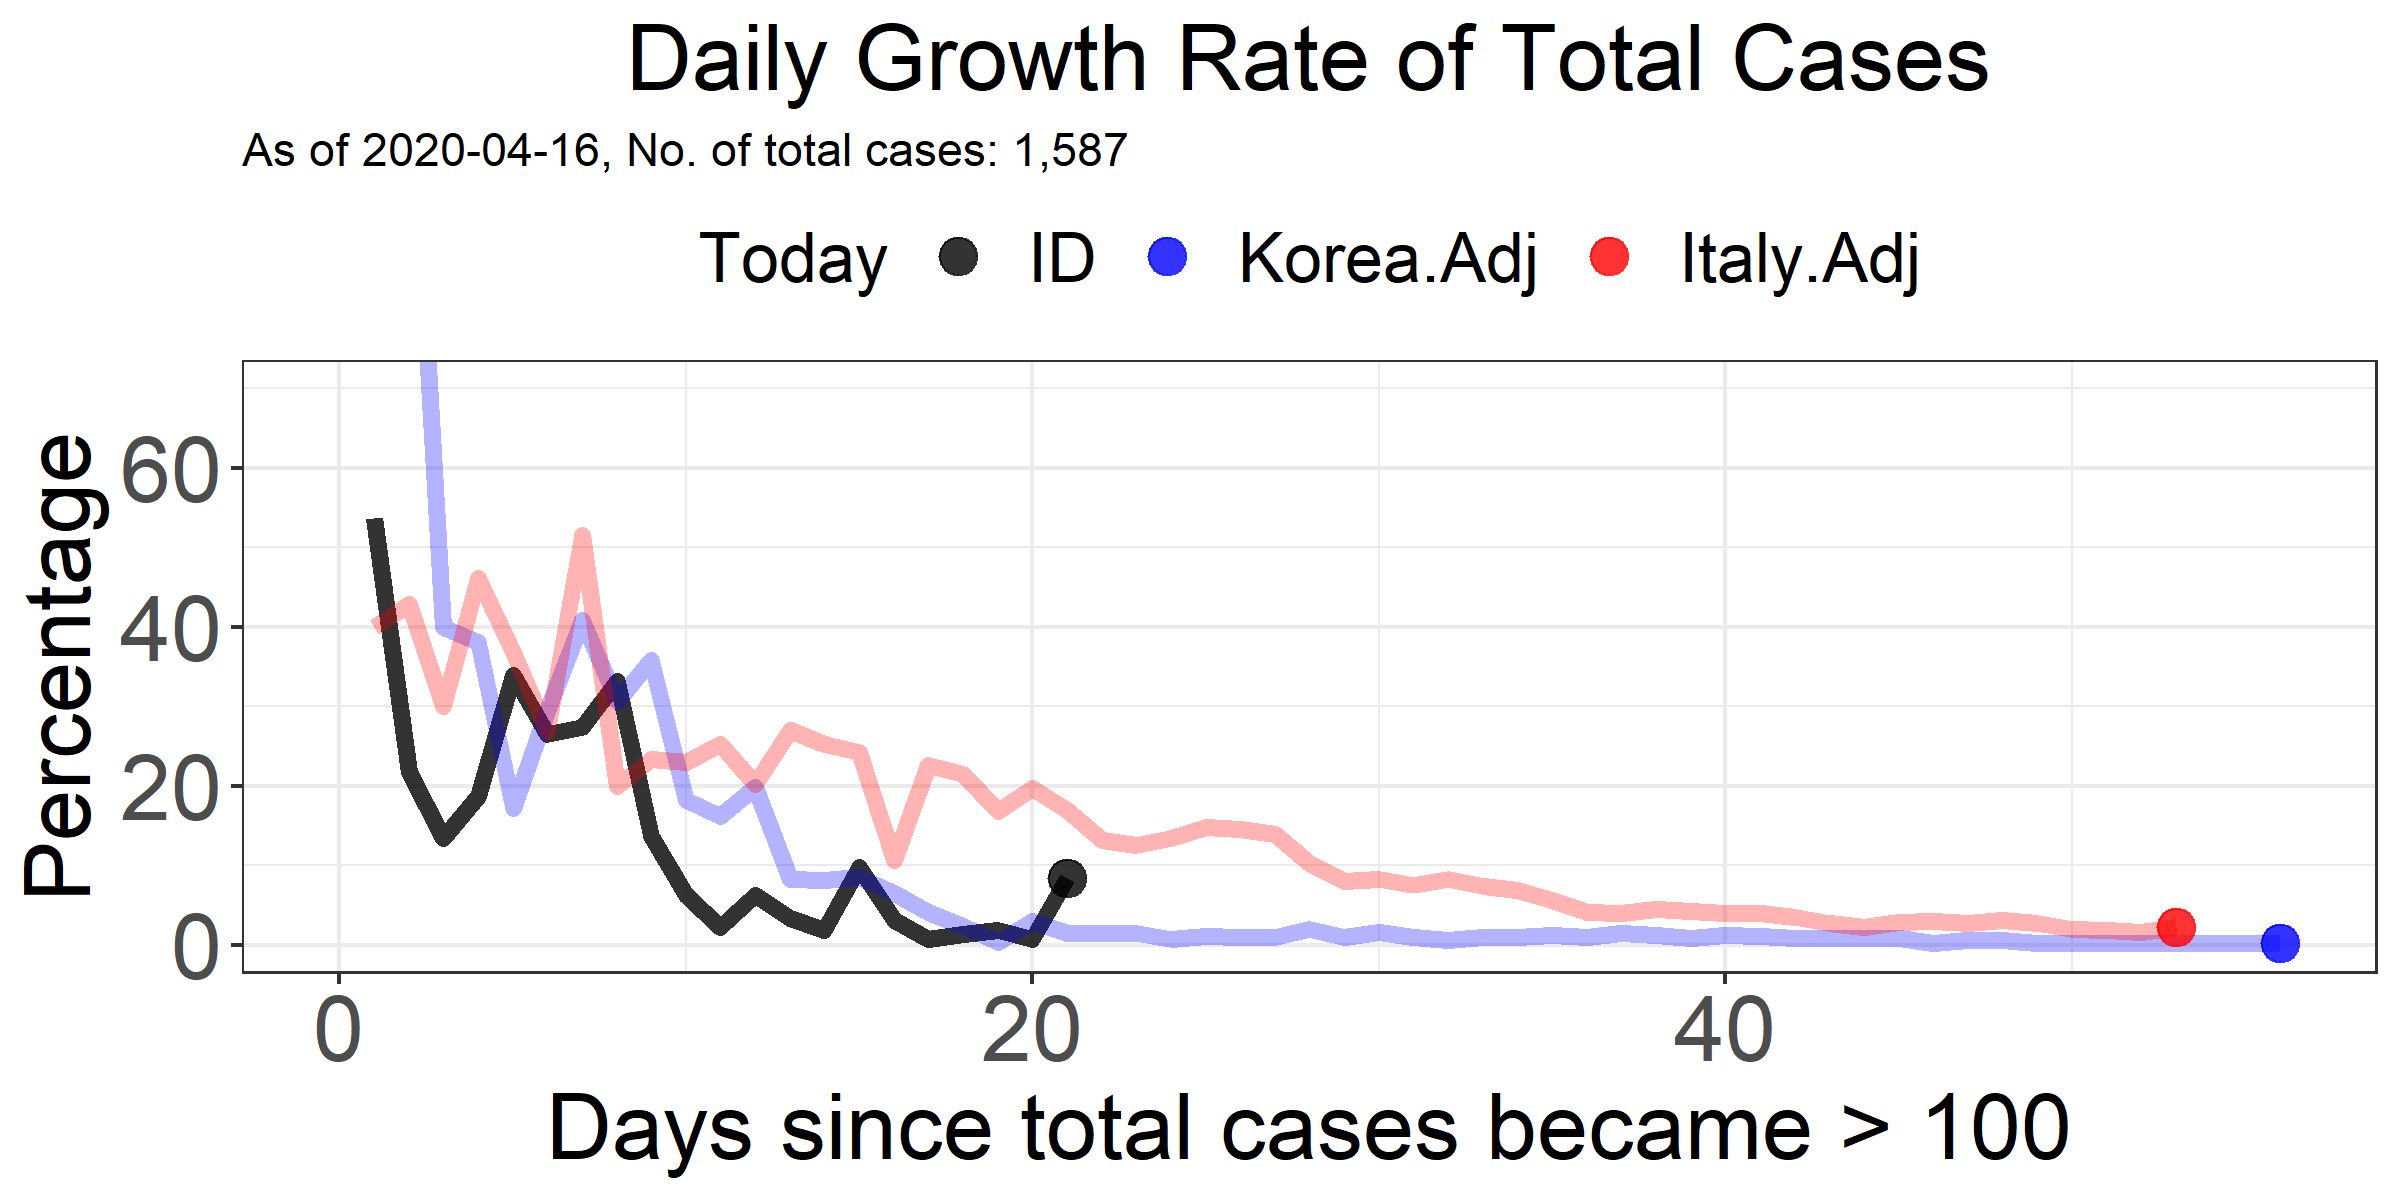 Daily Growth Rate of Total Cases
As of 2020-04-16, No. of total cases: 1,587
Today ID Korea.Adj Italy.Adj
Percentage
60
40
20
0
0 20 40
Days since total cases became > 100